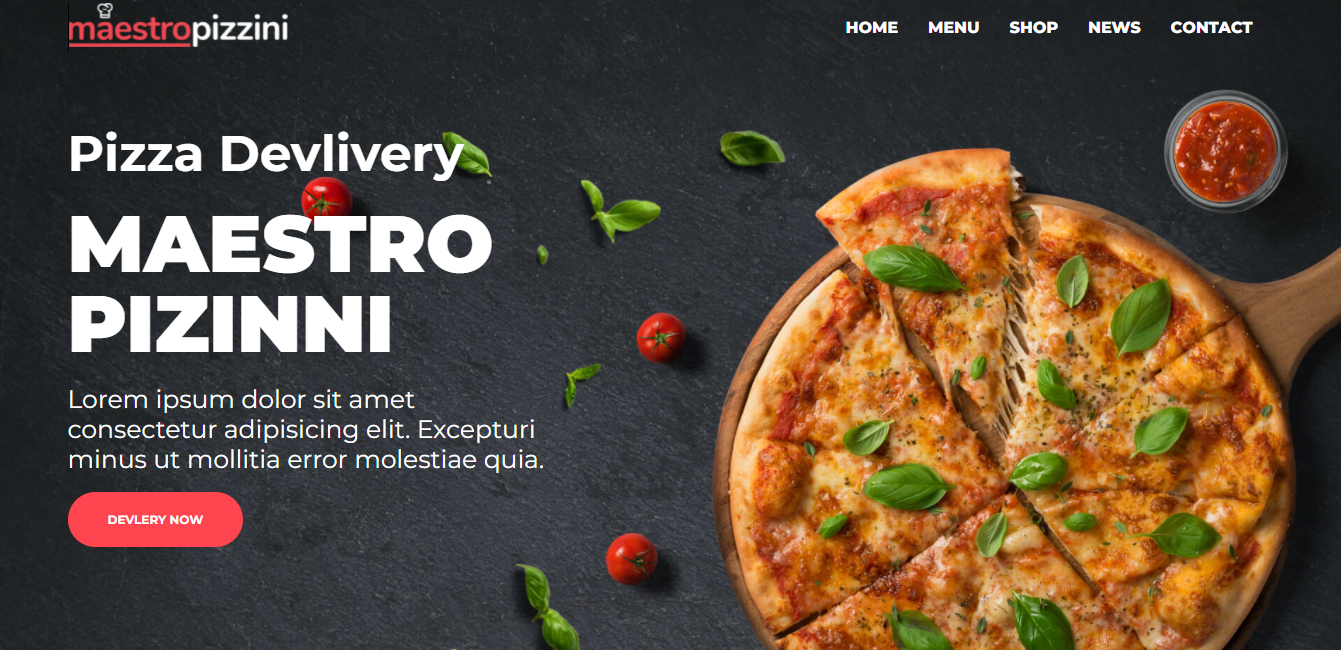 maestropizzini
HOME MENU SHOP NEWS CONTACT
Pizza Devlivery
MAESTRO
PIZINNI
Lorem ipsum dolor sit amet
consectetur adipisicing elit. Excepturi
minus ut mollitia error molestiae quia.
DEVLERY NOW